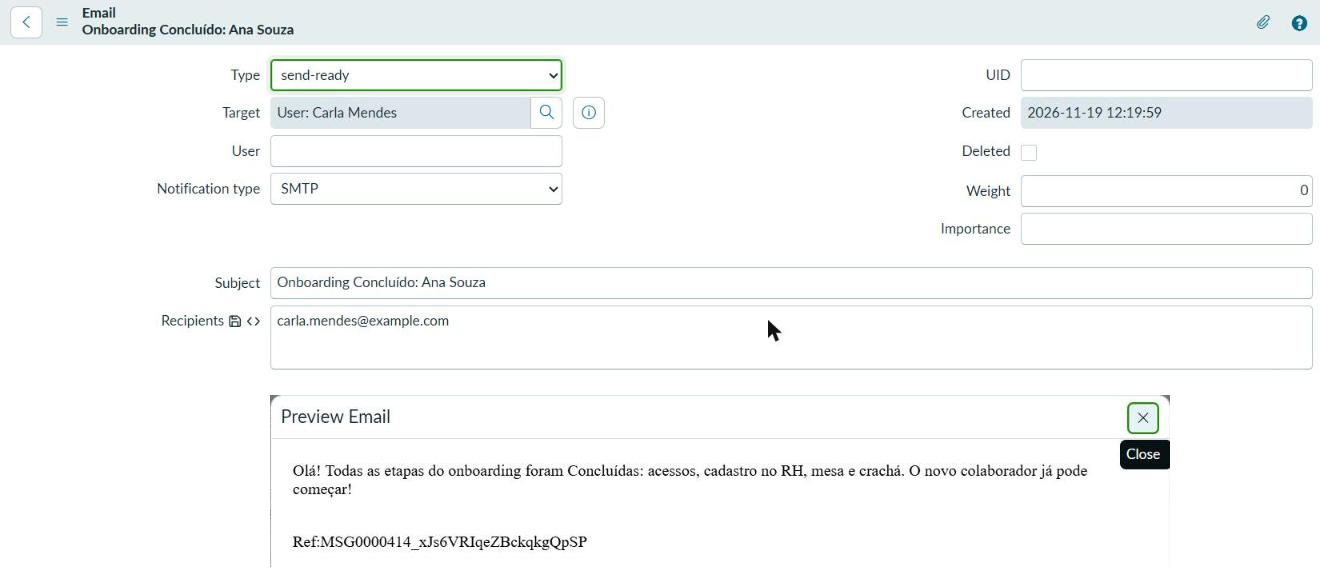 Email
Onboarding Concluído: Ana Souza
Type send-ready
UID
Target User: Carla Mendes
Created 2026-11-19 12:19:59
User
Deleted
Notification type SMTP
Weight 0
Importance
Subject Onboarding Concluído: Ana Souza
Recipients carla.mendes@example.com
Preview Email
Close
Olá! Todas as etapas do onboarding foram Concluídas: acessos, cadastro no RH, mesa e crachá. O novo colaborador já pode
começar!
Ref:MSG0000414_xJs6VRIqeZBckqkgQpSP